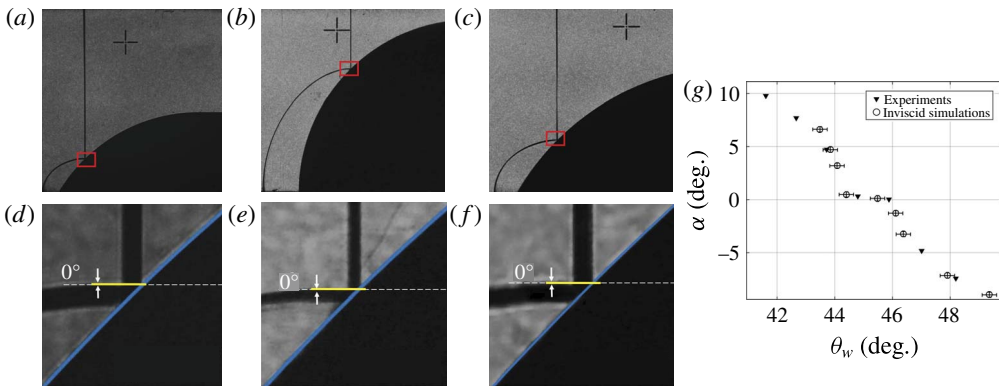 (a)
(b)
(c)
(g)
10
5
0
−5
α (deg.)
Experiments
Inviscid simulations
42 44 46 48
θw (deg.)
(d)
0°
(e)
0°
(f)
0°